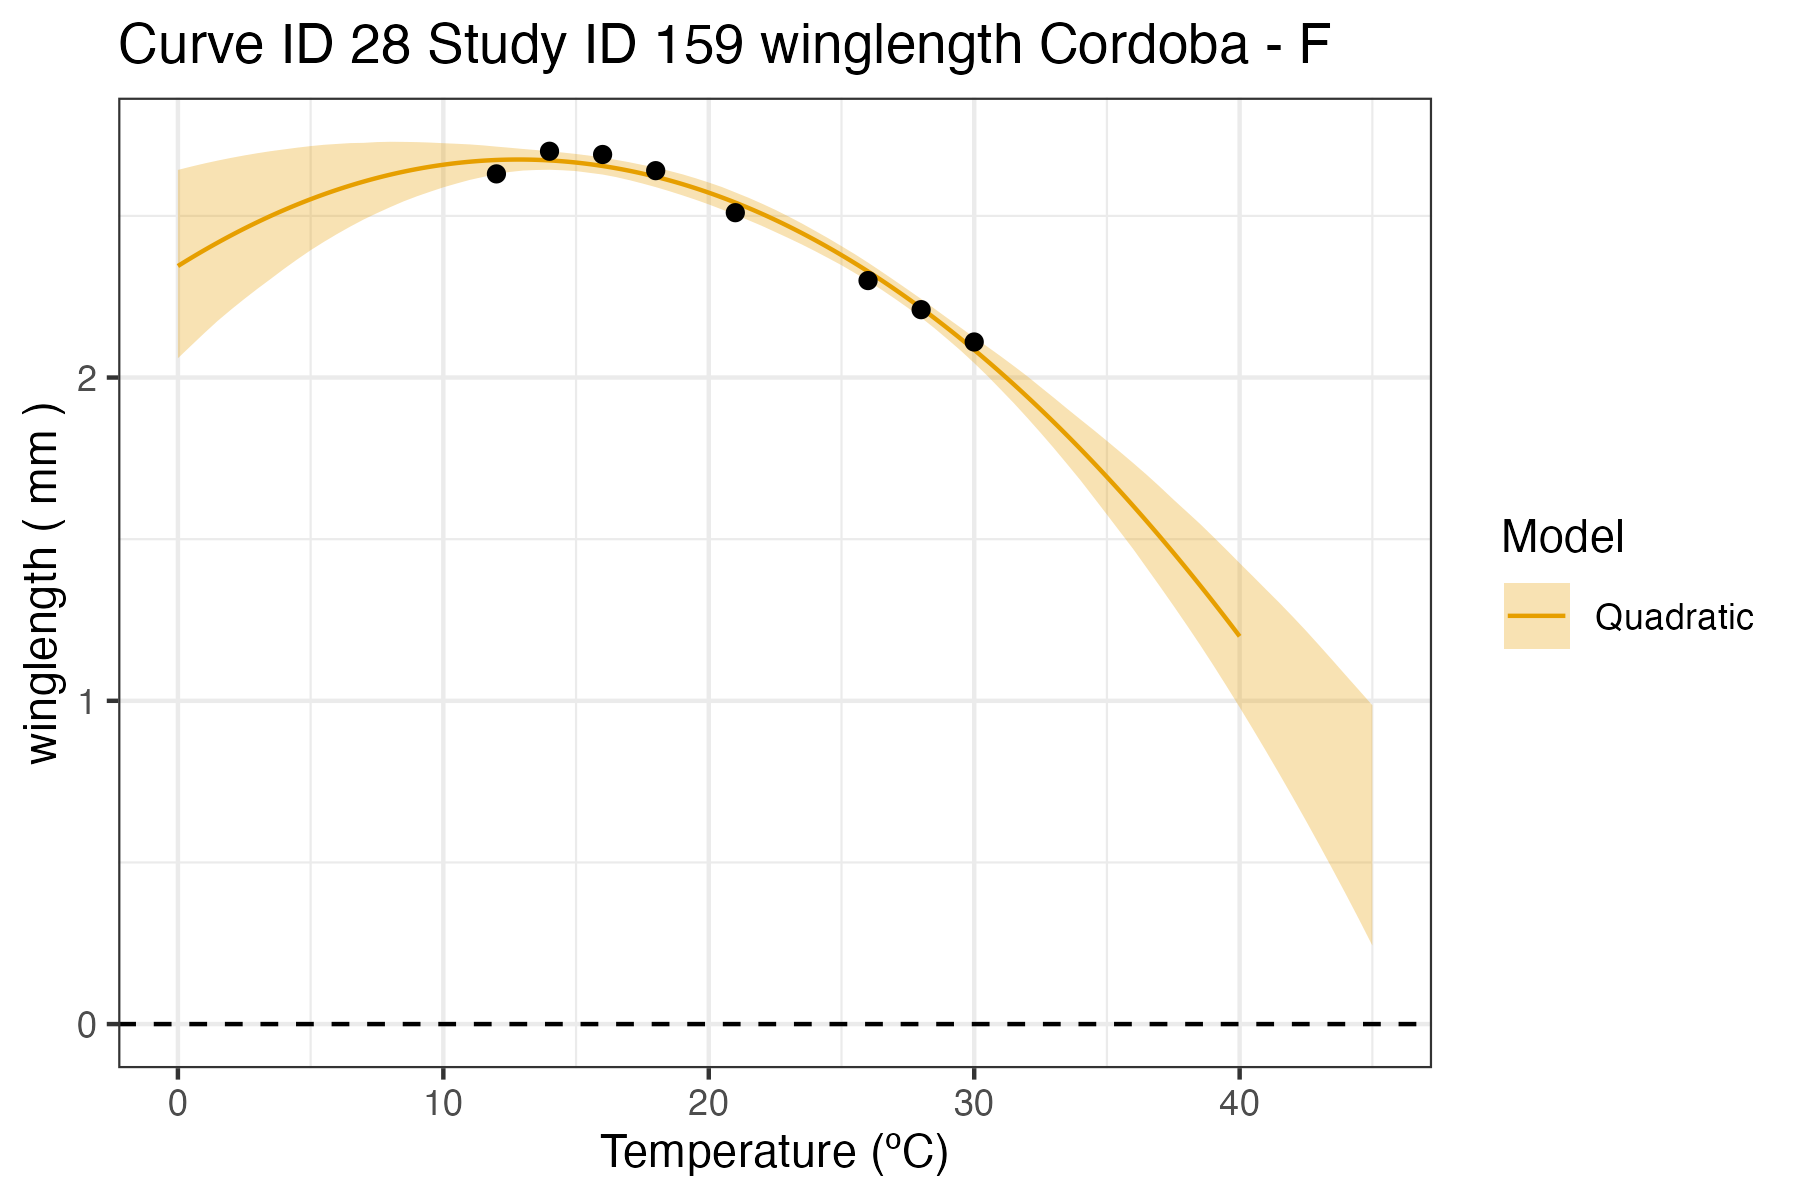 Curve ID 28 Study ID 159 winglength Cordoba - F
winglength ( mm )
2
1
0
0 10 20 30 40
Temperature (ºC)
Model
Quadratic